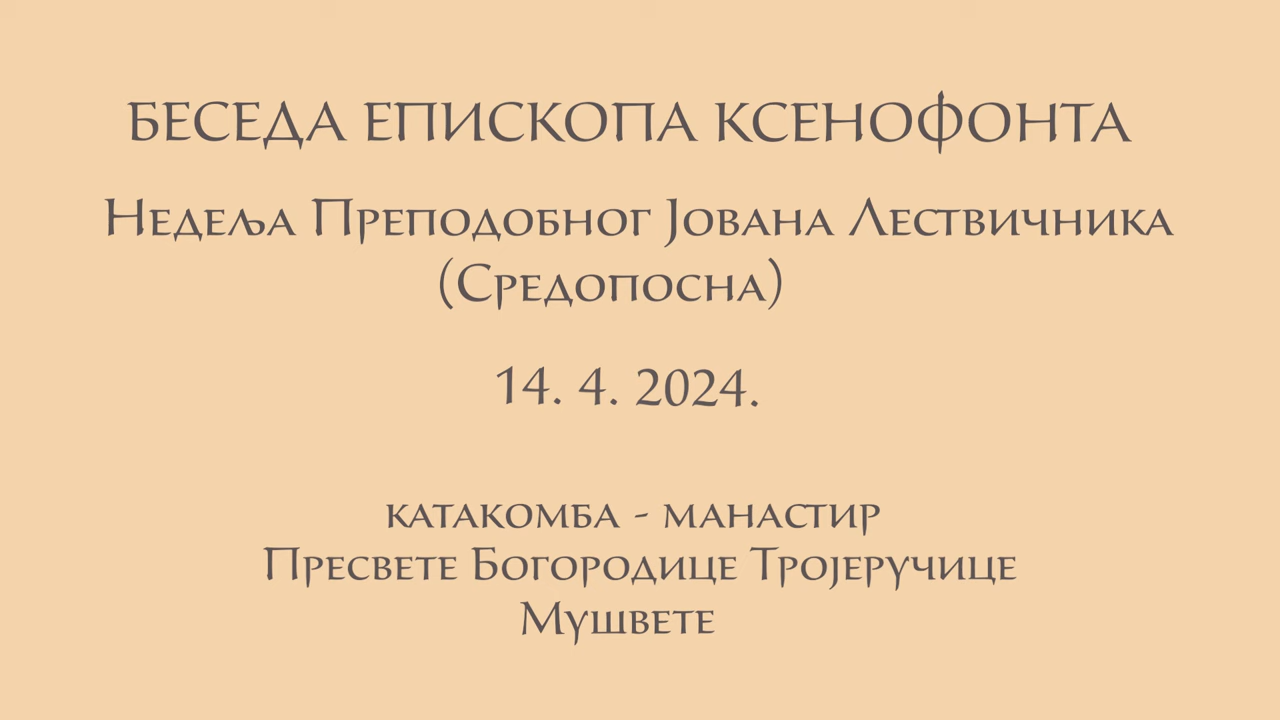 БЕСЕДА ЕПИСКОПА КСЕНОФОНТА
Недеља Преподобног Јована Лествичника
(Средопосна)
14. 4. 2024.
катакомба - манастир
Пресвете Богородице Тројеручице
Мушвете